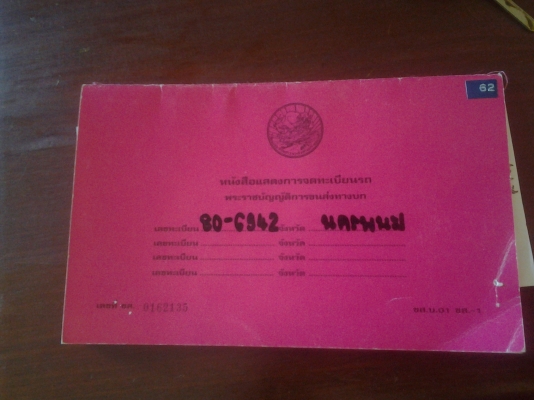 62
หนังสือแสดงการจดทะเบียนรถ
พระราชบัญญัติการขนส่งทางบก
เลขทะเบียน 80-6942 จังหวัด นครพนม
เลขทะเบียน จังหวัด
เลขทะเบียน จังหวัด
เลขทะเบียน จังหวัด
0162135